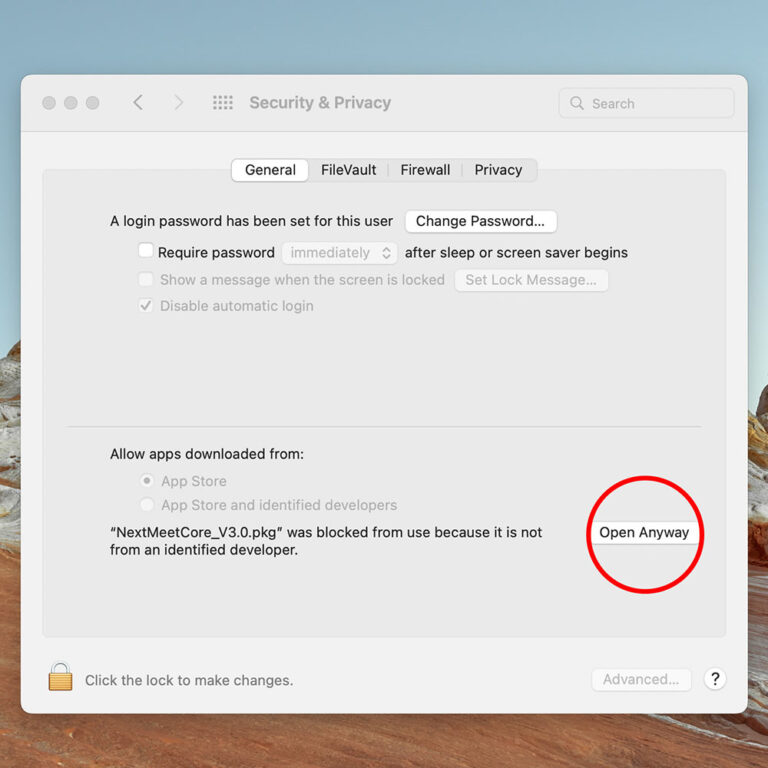 Security & Privacy
Search
General FileVault Firewall Privacy
A login password has been set for this user Change Password...
Require password immediately after sleep or screen saver begins
Show a message when the screen is locked Set Lock Message...
Disable automatic login
Allow apps downloaded from:
App Store
App Store and identified developers
“NextMeetCore_V3.0.pkg” was blocked from use because it is not
from an identified developer.
Open Anyway
Click the lock to make changes.
Advanced...
?